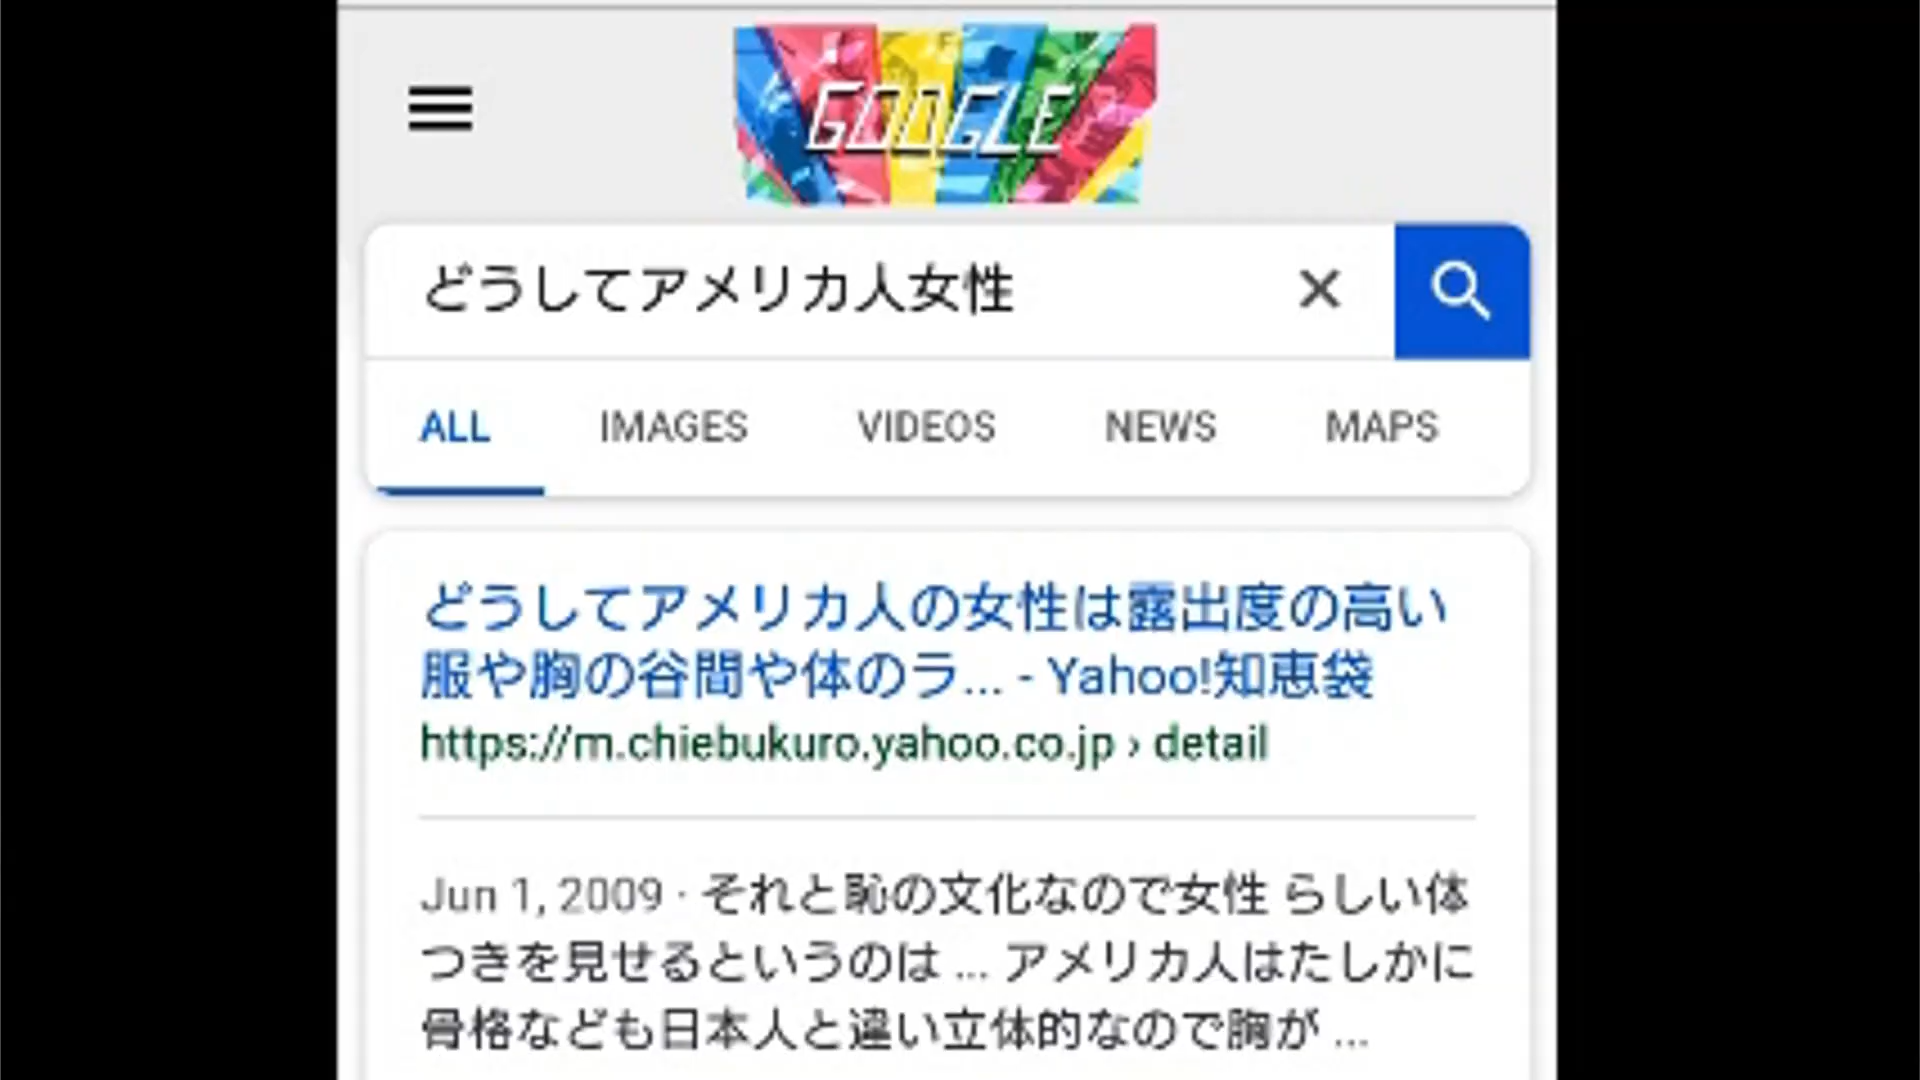 GOOGLE
どうしてアメリカ人女性
ALL IMAGES VIDEOS NEWS MAPS
どうしてアメリカ人の女性は露出度の高い
服や胸の谷間や体のラ... - Yahoo!知恵袋
https://m.chiebukuro.yahoo.co.jp › detail
Jun 1, 2009 · それと恥の文化なので女性 らしい体
つきを見せるというのは ... アメリカ人はたしかに
骨格なども日本人と違い立体的なので胸が ...